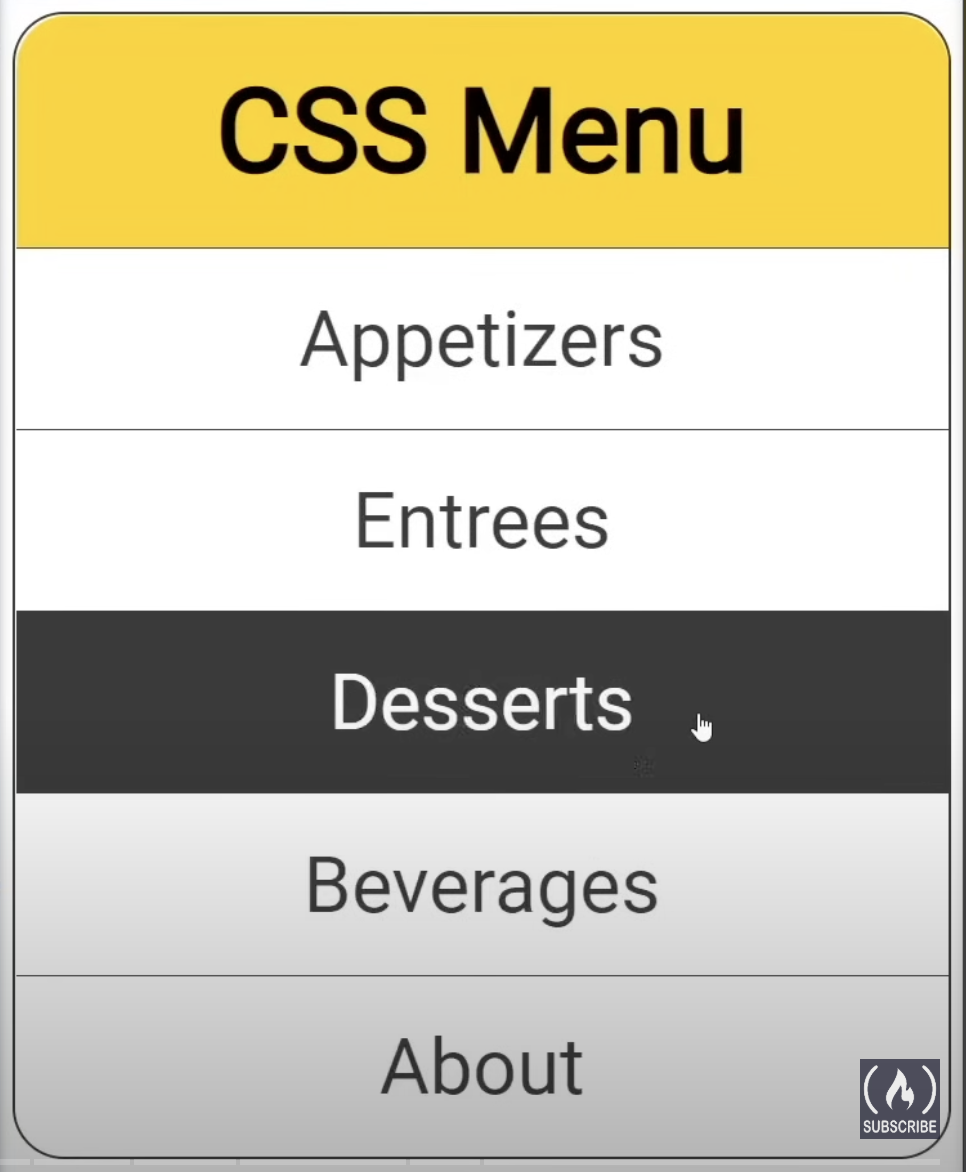 CSS Menu
Appetizers
Entrees
Desserts
Beverages
About
SUBSCRIBE